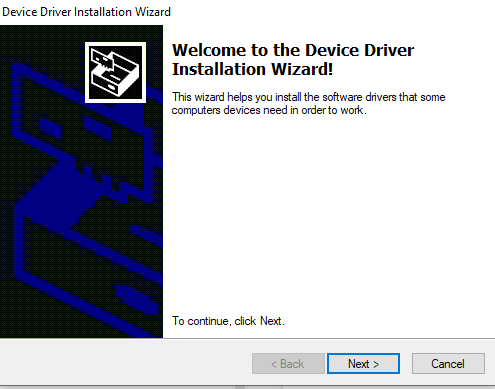 Device Driver Installation Wizard
Welcome to the Device Driver
Installation Wizard!
This wizard helps you install the software drivers that some
computers devices need in order to work.
To continue, click Next.
< Back
Next >
Cancel